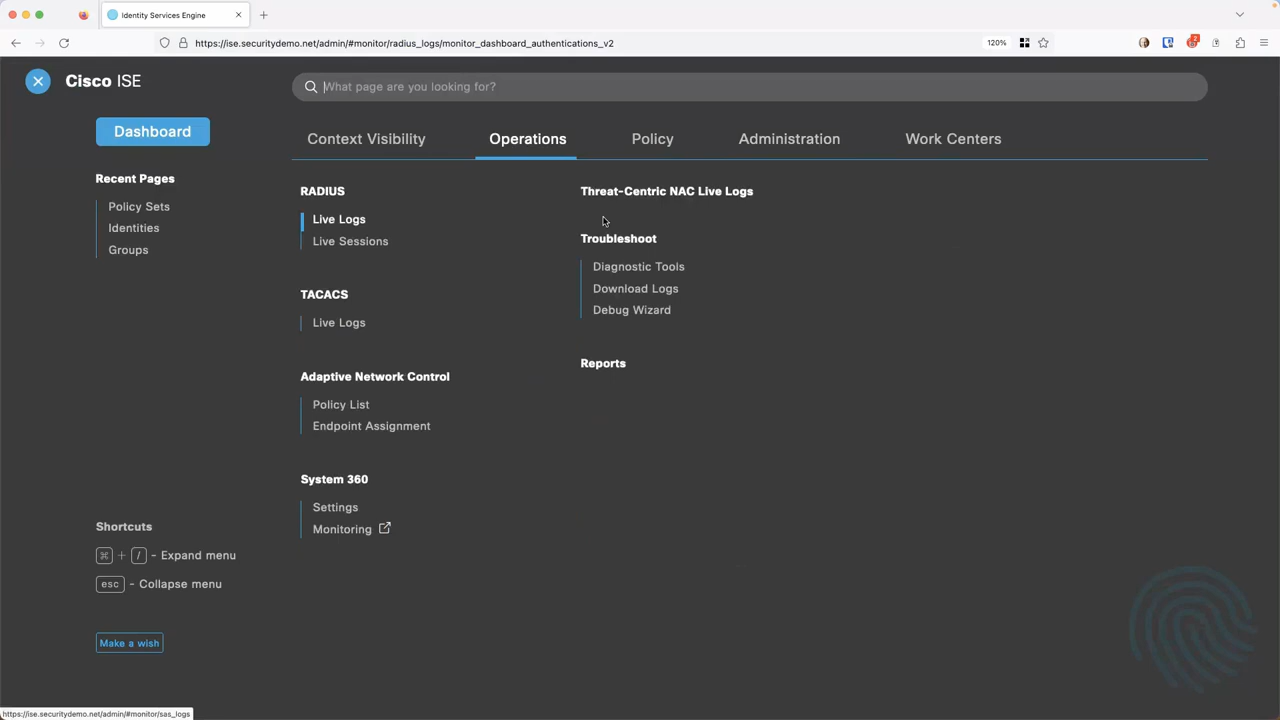 Identity Services Engine
https://ise.securitydemo.net/admin/#monitor/radius_logs/monitor_dashboard_authentications_v2
120%
2
Cisco ISE
What page are you looking for?
Dashboard
Context Visibility
Operations
Policy
Administration
Work Centers
Recent Pages
Policy Sets
Identities
Groups
RADIUS
Live Logs
Live Sessions
TACACS
Live Logs
Adaptive Network Control
Policy List
Endpoint Assignment
System 360
Settings
Monitoring
Threat-Centric NAC Live Logs
Troubleshoot
Diagnostic Tools
Download Logs
Debug Wizard
Reports
Shortcuts
⌘ + / - Expand menu
esc - Collapse menu
Make a wish
https://ise.securitydemo.net/admin/#monitor/sas_logs